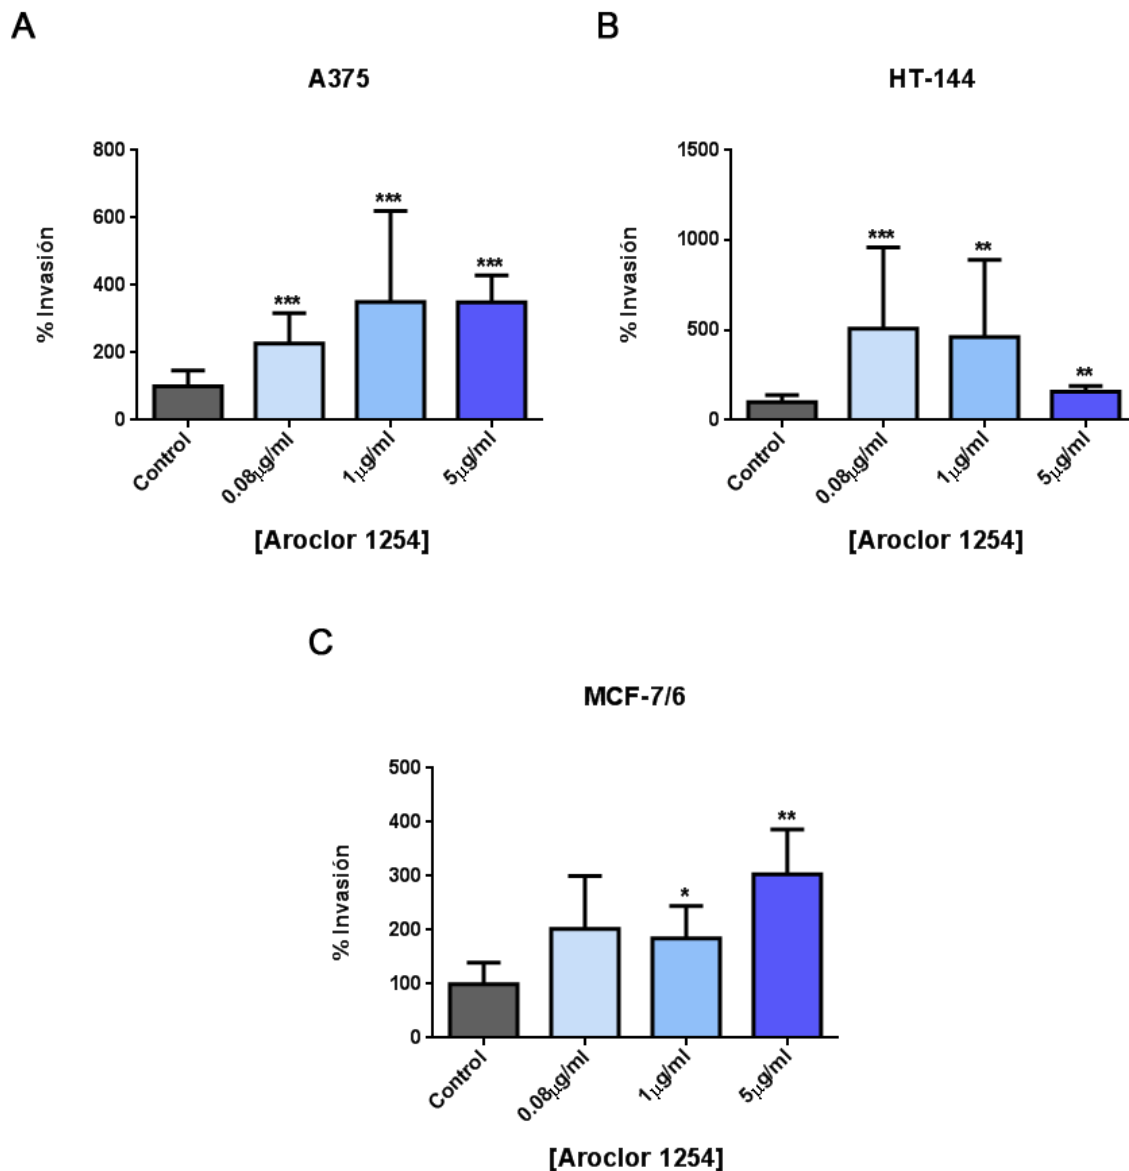 A
A375
800
600
400
200
0
% Invasión
***
***
***
Control
0.08μg/ml
1μg/ml
5μg/ml
[Aroclor 1254]
B
HT-144
1500
1000
500
0
% Invasión
***
**
**
Control
0.08μg/ml
1μg/ml
5μg/ml
[Aroclor 1254]
C
MCF-7/6
500
400
300
200
100
0
% Invasión
*
**
Control
0.08μg/ml
1μg/ml
5μg/ml
[Aroclor 1254]